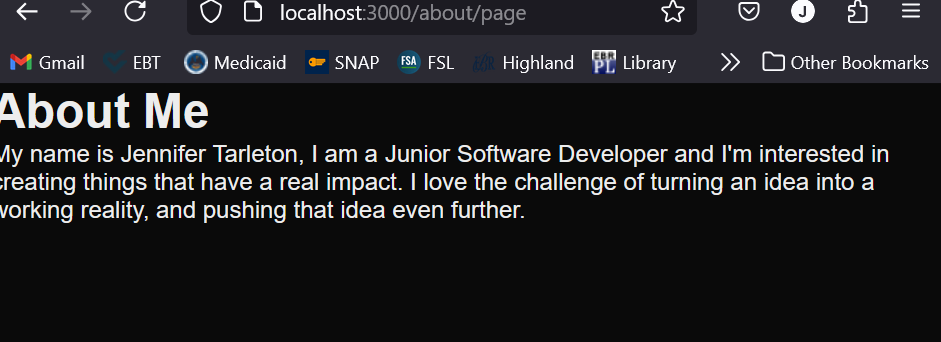 localhost:3000/about/page
J
Gmail EBT Medicaid SNAP FSA FSL Highland Library Other Bookmarks
About Me
My name is Jennifer Tarleton, I am a Junior Software Developer and I'm interested in
creating things that have a real impact. I love the challenge of turning an idea into a
working reality, and pushing that idea even further.